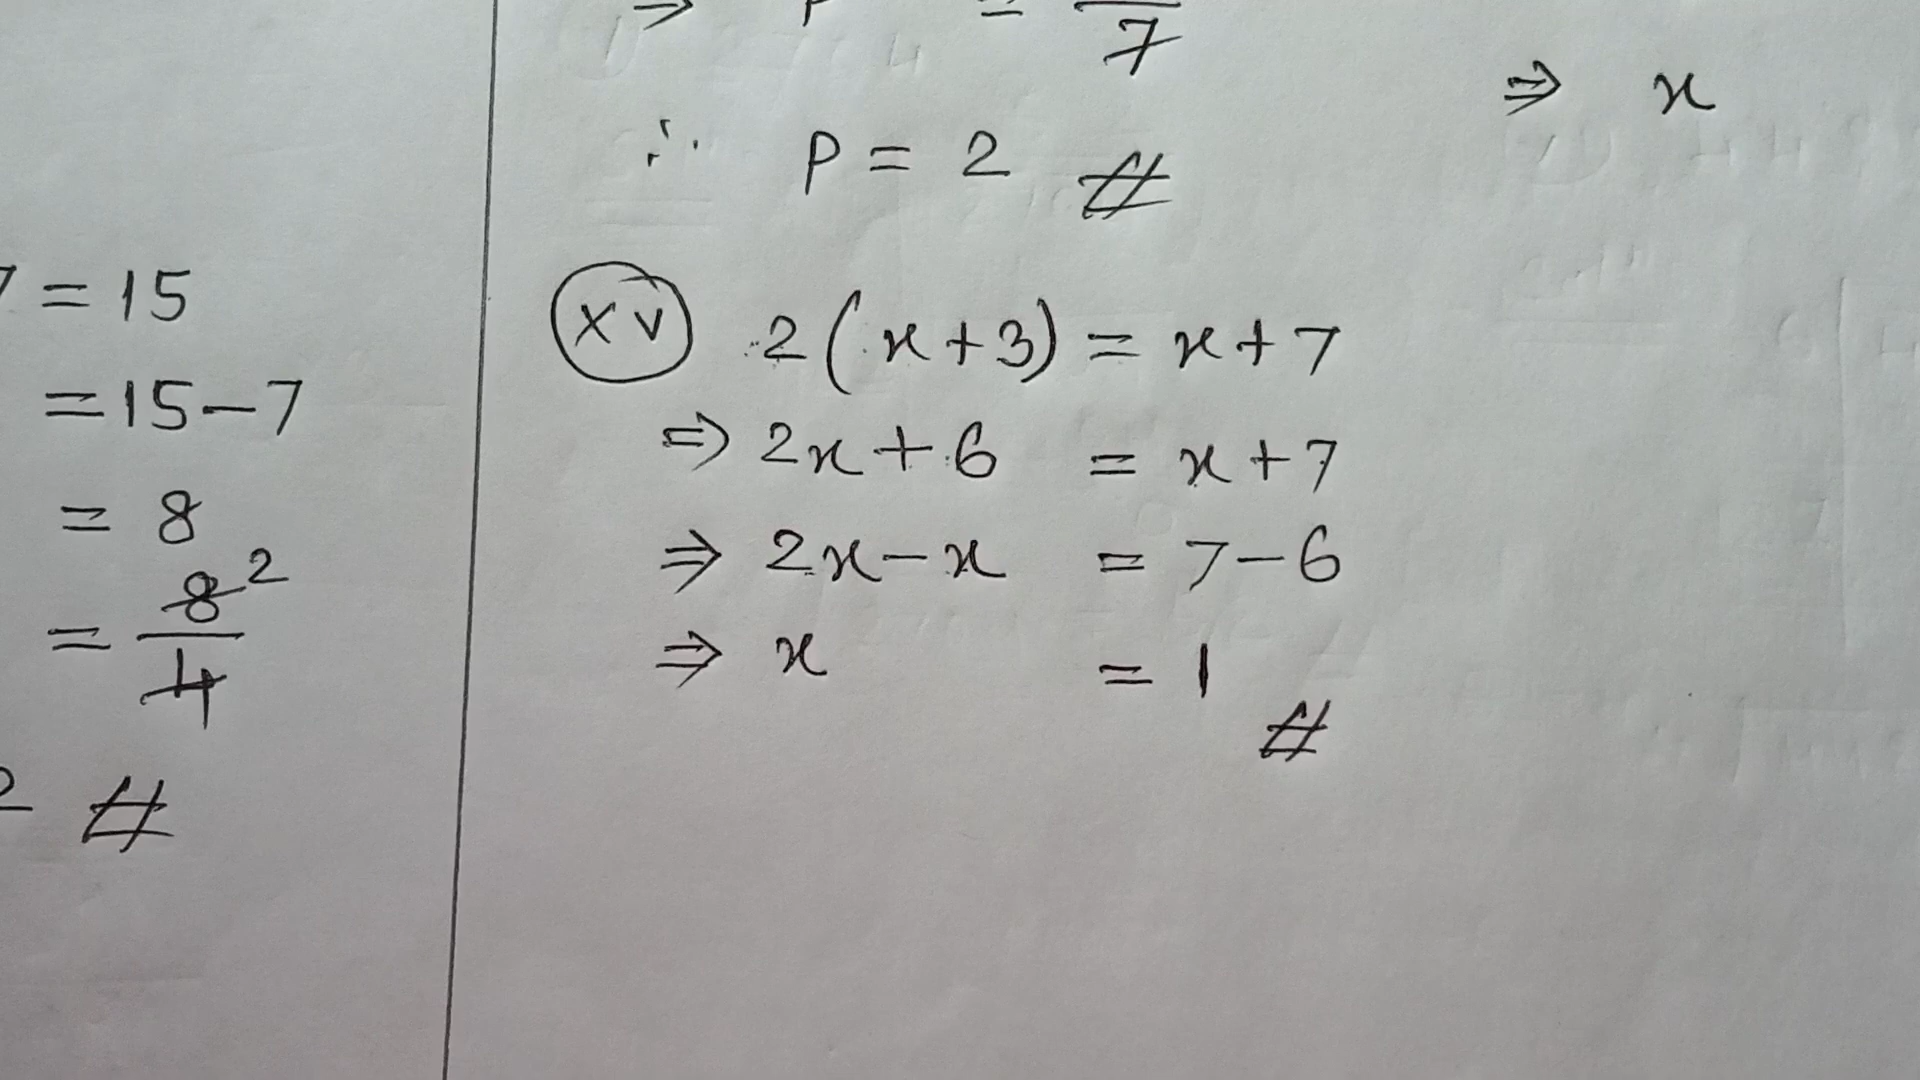 = 15
= 15 - 7
= 8
= 8/4 2
2 #
⇒ P = /7
∴ P = 2 #
(xv) 2(x+3) = x+7
⇒ 2x+6 = x+7
⇒ 2x-x = 7-6
⇒ x = 1 #
⇒ x